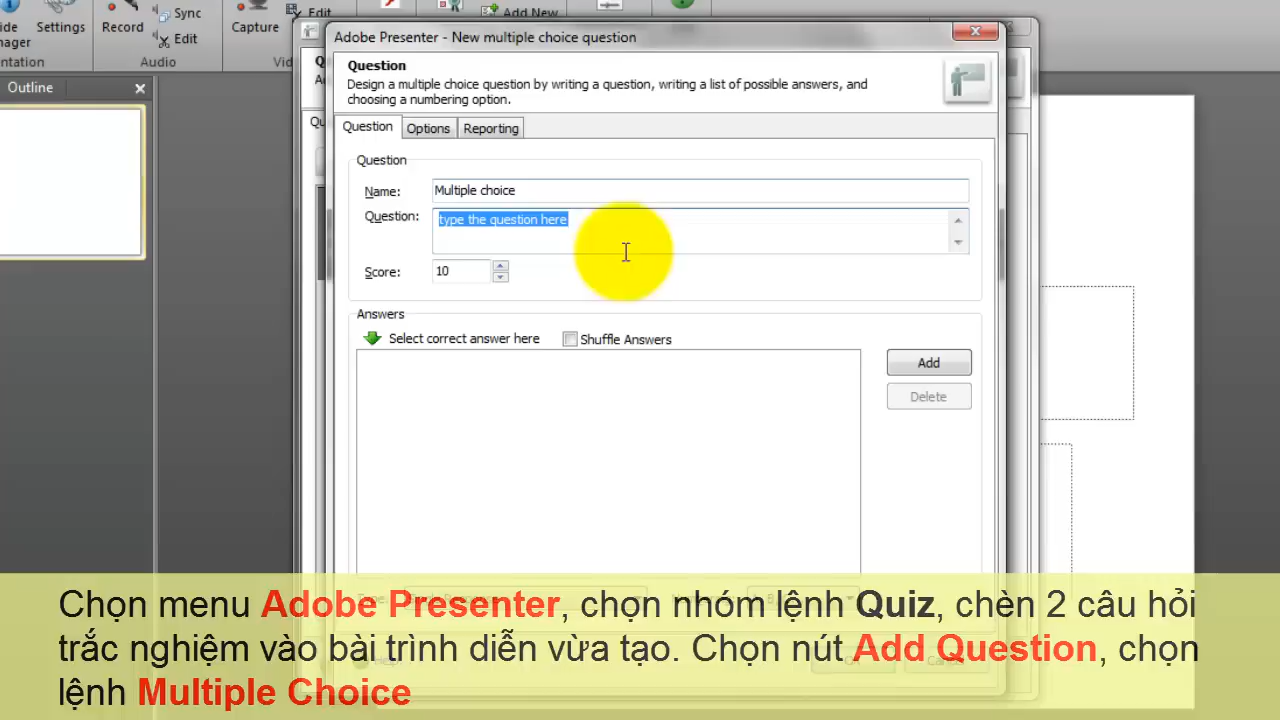 Sync
Edit
Record
Settings
Capture
Edit
Add New
Audio
Outline
Adobe Presenter - New multiple choice question
Question
Design a multiple choice question by writing a question, writing a list of possible answers, and
choosing a numbering option.
Question Options Reporting
Question
Name: Multiple choice
Question: type the question here
Score: 10
Answers
Select correct answer here Shuffle Answers
Add
Delete
Chọn menu Adobe Presenter, chọn nhóm lệnh Quiz, chèn 2 câu hỏi
trắc nghiệm vào bài trình diễn vừa tạo. Chọn nút Add Question, chọn
lệnh Multiple Choice